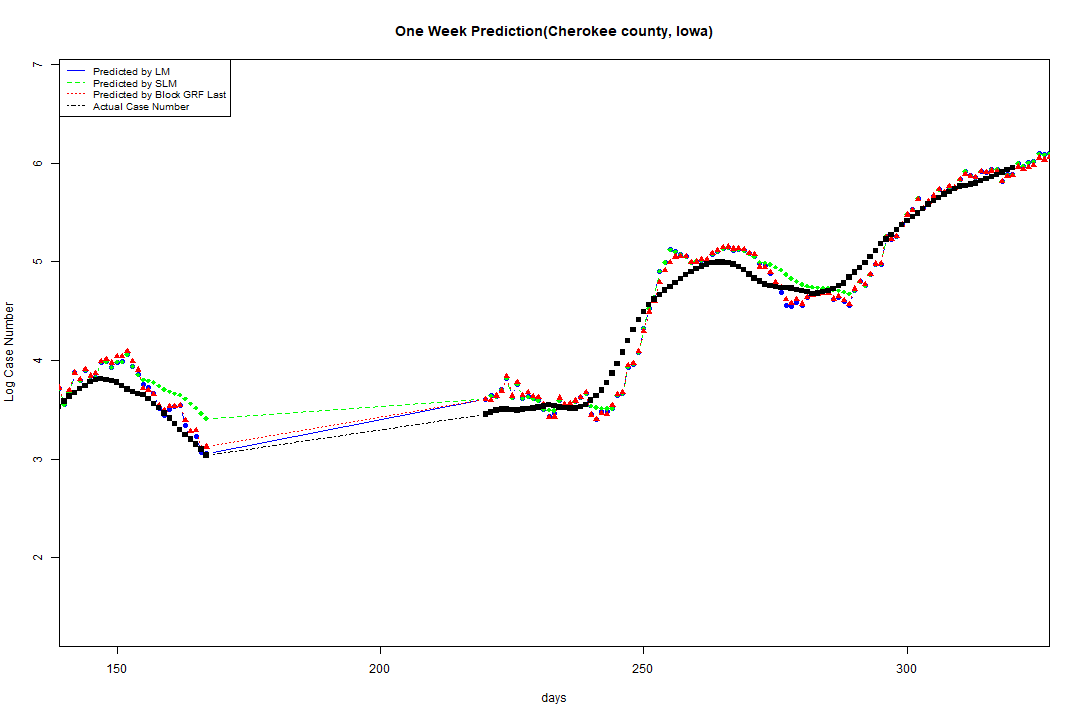 One Week Prediction(Cherokee county, Iowa)
7
Predicted by LM
Predicted by SLM
Predicted by Block GRF Last
Actual Case Number
6
5
4
3
2
Log Case Number
150 200 250 300
days